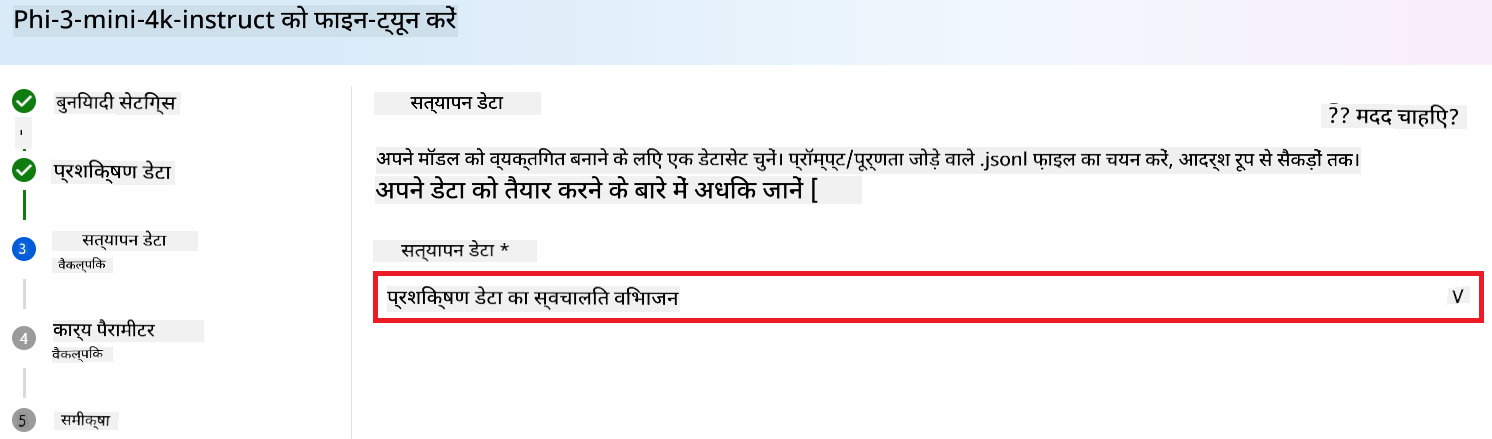 Phi-3-mini-4k-instruct को फाइन-ट्यून करें
बुनियादी सेटिंग्स
प्रशिक्षण डेटा
3 सत्यापन डेटा
वैकल्पिक
4 कार्य पैरामीटर
वैकल्पिक
5 समीक्षा
सत्यापन डेटा
?? मदद चाहिए?
अपने मॉडल को व्यक्तिगत बनाने के लिए एक डेटासेट चुनें। प्रॉम्प्ट/पूर्णता जोड़े वाले .jsonl फ़ाइल का चयन करें, आदर्श रूप से सैकड़ों तक।
अपने डेटा को तैयार करने के बारे में अधिक जानें [
सत्यापन डेटा *
प्रशिक्षण डेटा का स्वचालित विभाजन V